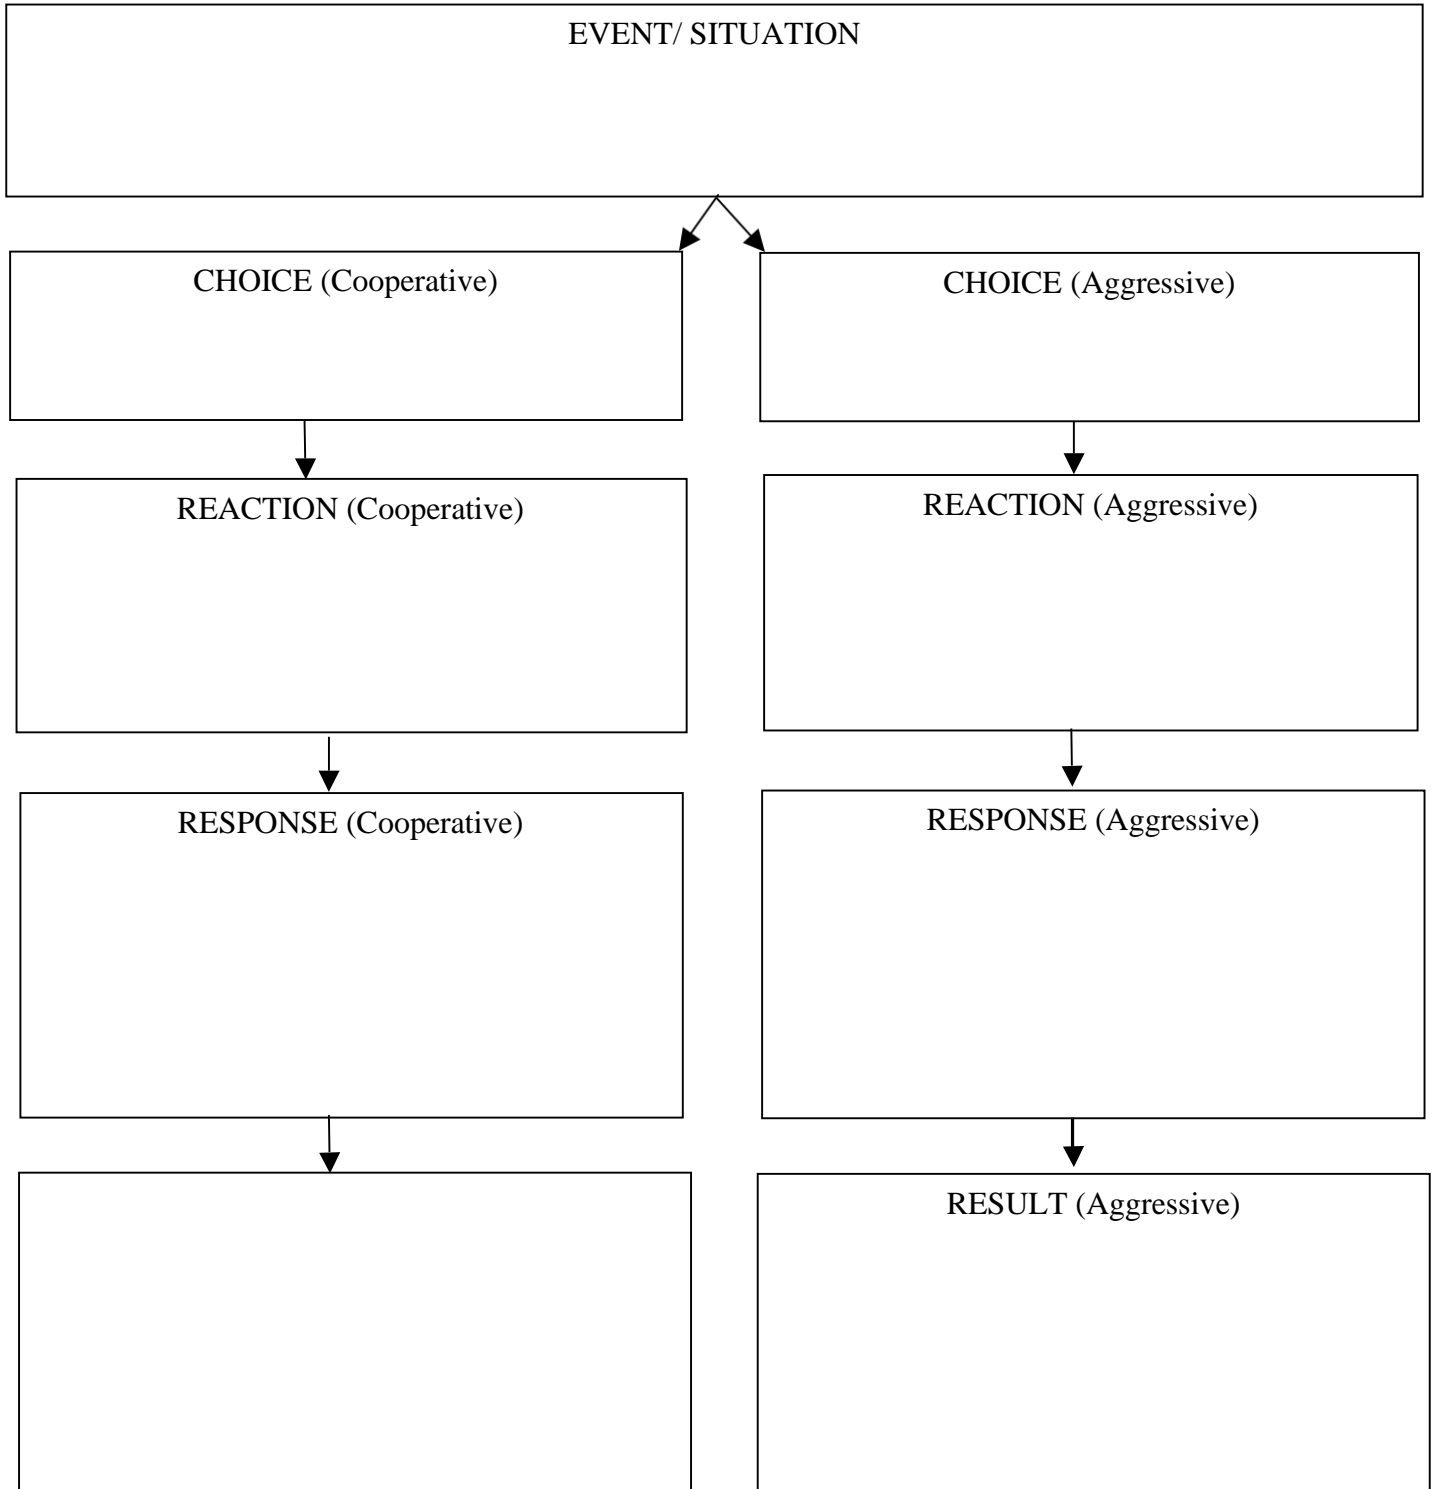 EVENT/ SITUATION
CHOICE (Cooperative)
CHOICE (Aggressive)
REACTION (Cooperative)
REACTION (Aggressive)
RESPONSE (Cooperative)
RESPONSE (Aggressive)
RESULT (Aggressive)